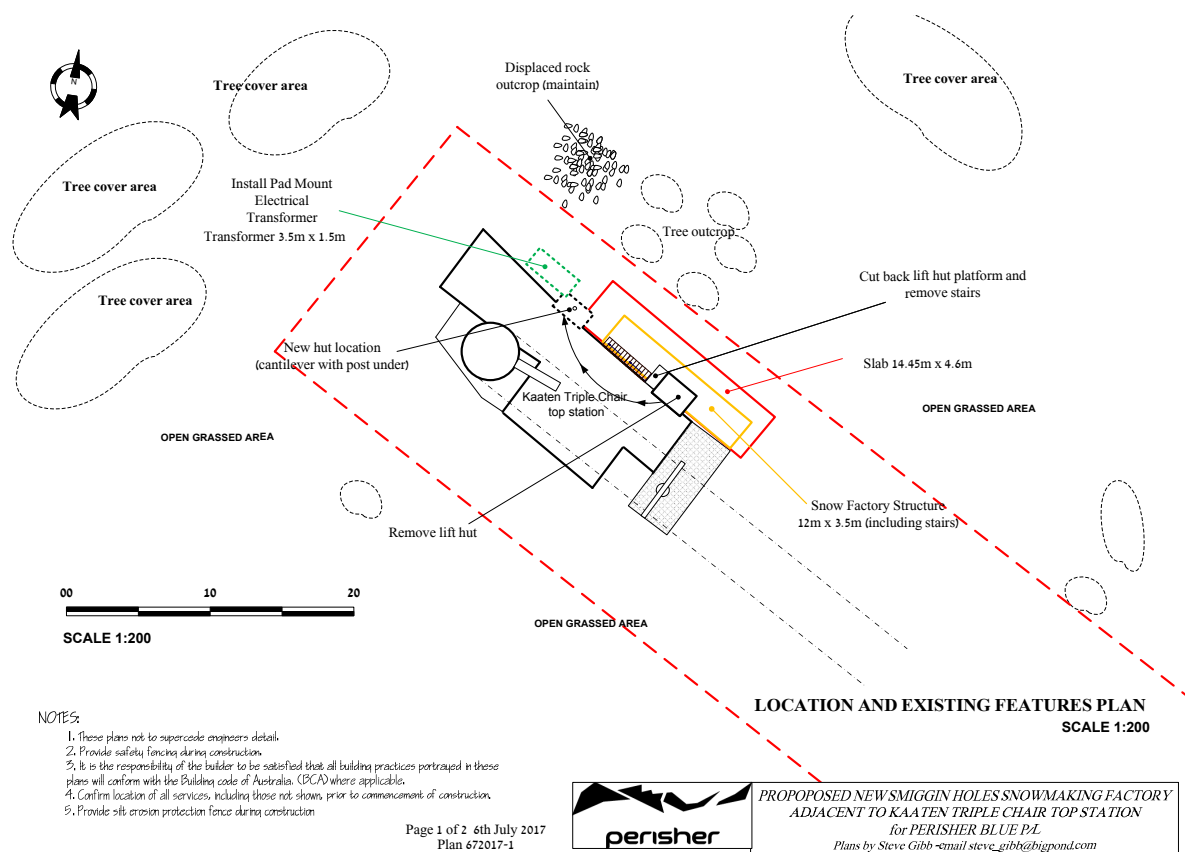 N
Tree cover area
Displaced rock
outcrop (maintain)
Tree cover area
Tree cover area
Install Pad Mount
Electrical
Transformer
Transformer 3.5m x 1.5m
Tree outcrop
Tree cover area
Cut back lift hut platform and
remove stairs
New hut location
(cantilever with post under)
Slab 14.45m x 4.6m
Kaaten Triple Chair
top station
OPEN GRASSED AREA
OPEN GRASSED AREA
Snow Factory Structure
12m x 3.5m (including stairs)
Remove lift hut
00 10 20
SCALE 1:200
OPEN GRASSED AREA
LOCATION AND EXISTING FEATURES PLAN
SCALE 1:200
NOTES:
1. These plans not to supercede engineers detail.
2. Provide safety fencing during construction.
3. It is the responsibility of the builder to be satisfied that all building practices portrayed in these
plans will conform with the Building code of Australia. (BCA) where applicable.
4. Confirm location of all services, including those not shown, prior to commencement of construction.
5. Provide silt erosion protection fence during construction
Page 1 of 2 6th July 2017
Plan 672017-1
perisher
PROPOPOSED NEW SMIGGIN HOLES SNOWMAKING FACTORY
ADJACENT TO KAATEN TRIPLE CHAIR TOP STATION
for PERISHER BLUE P/L
Plans by Steve Gibb -email steve_gibb@bigpond.com